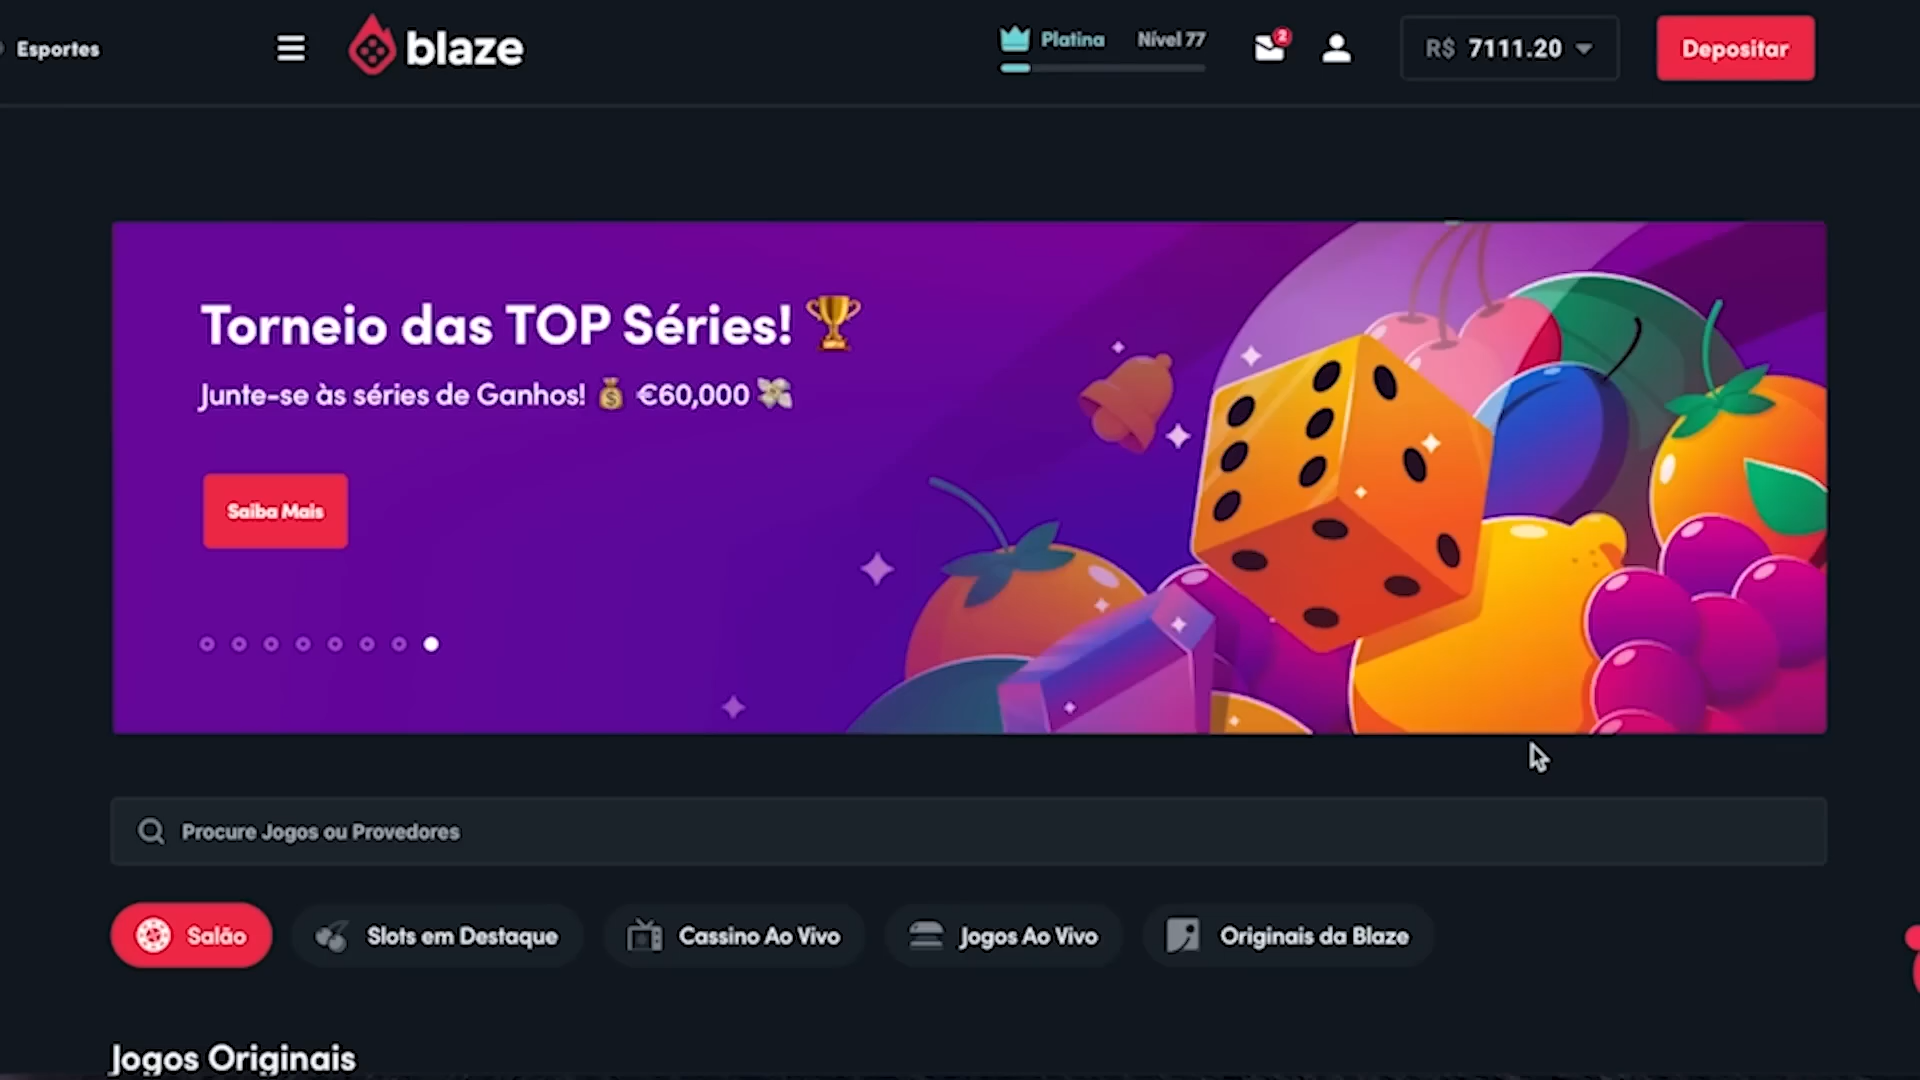 Esportes
blaze
Platina Nível 77
2
R$ 7111.20
Depositar
Torneio das TOP Séries! 🏆
Junte-se às séries de Ganhos! 💰 €60,000 💸
Saiba Mais
Procure Jogos ou Provedores
Salão
Slots em Destaque
Cassino Ao Vivo
Jogos Ao Vivo
Originais da Blaze
Jogos Originais